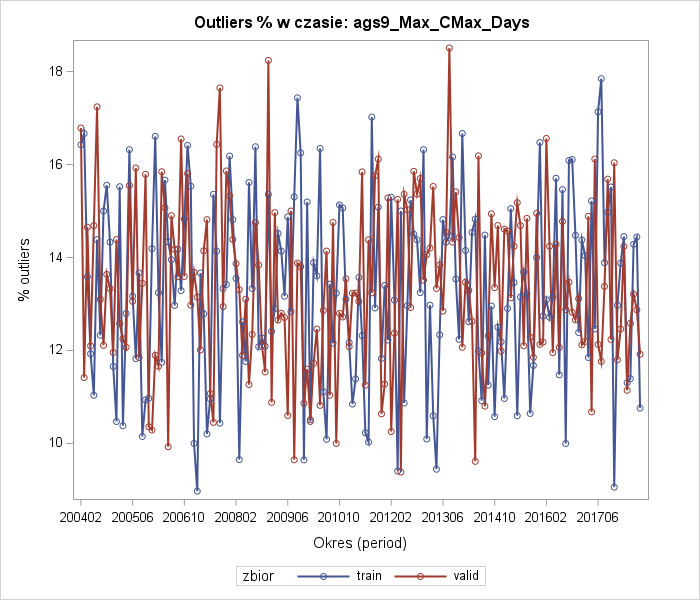 Outliers % w czasie: ags9_Max_CMax_Days
18
16
14
12
10
% outliers
200402 200506 200610 200802 200906 201010 201202 201306 201410 201602 201706
Okres (period)
zbior train valid